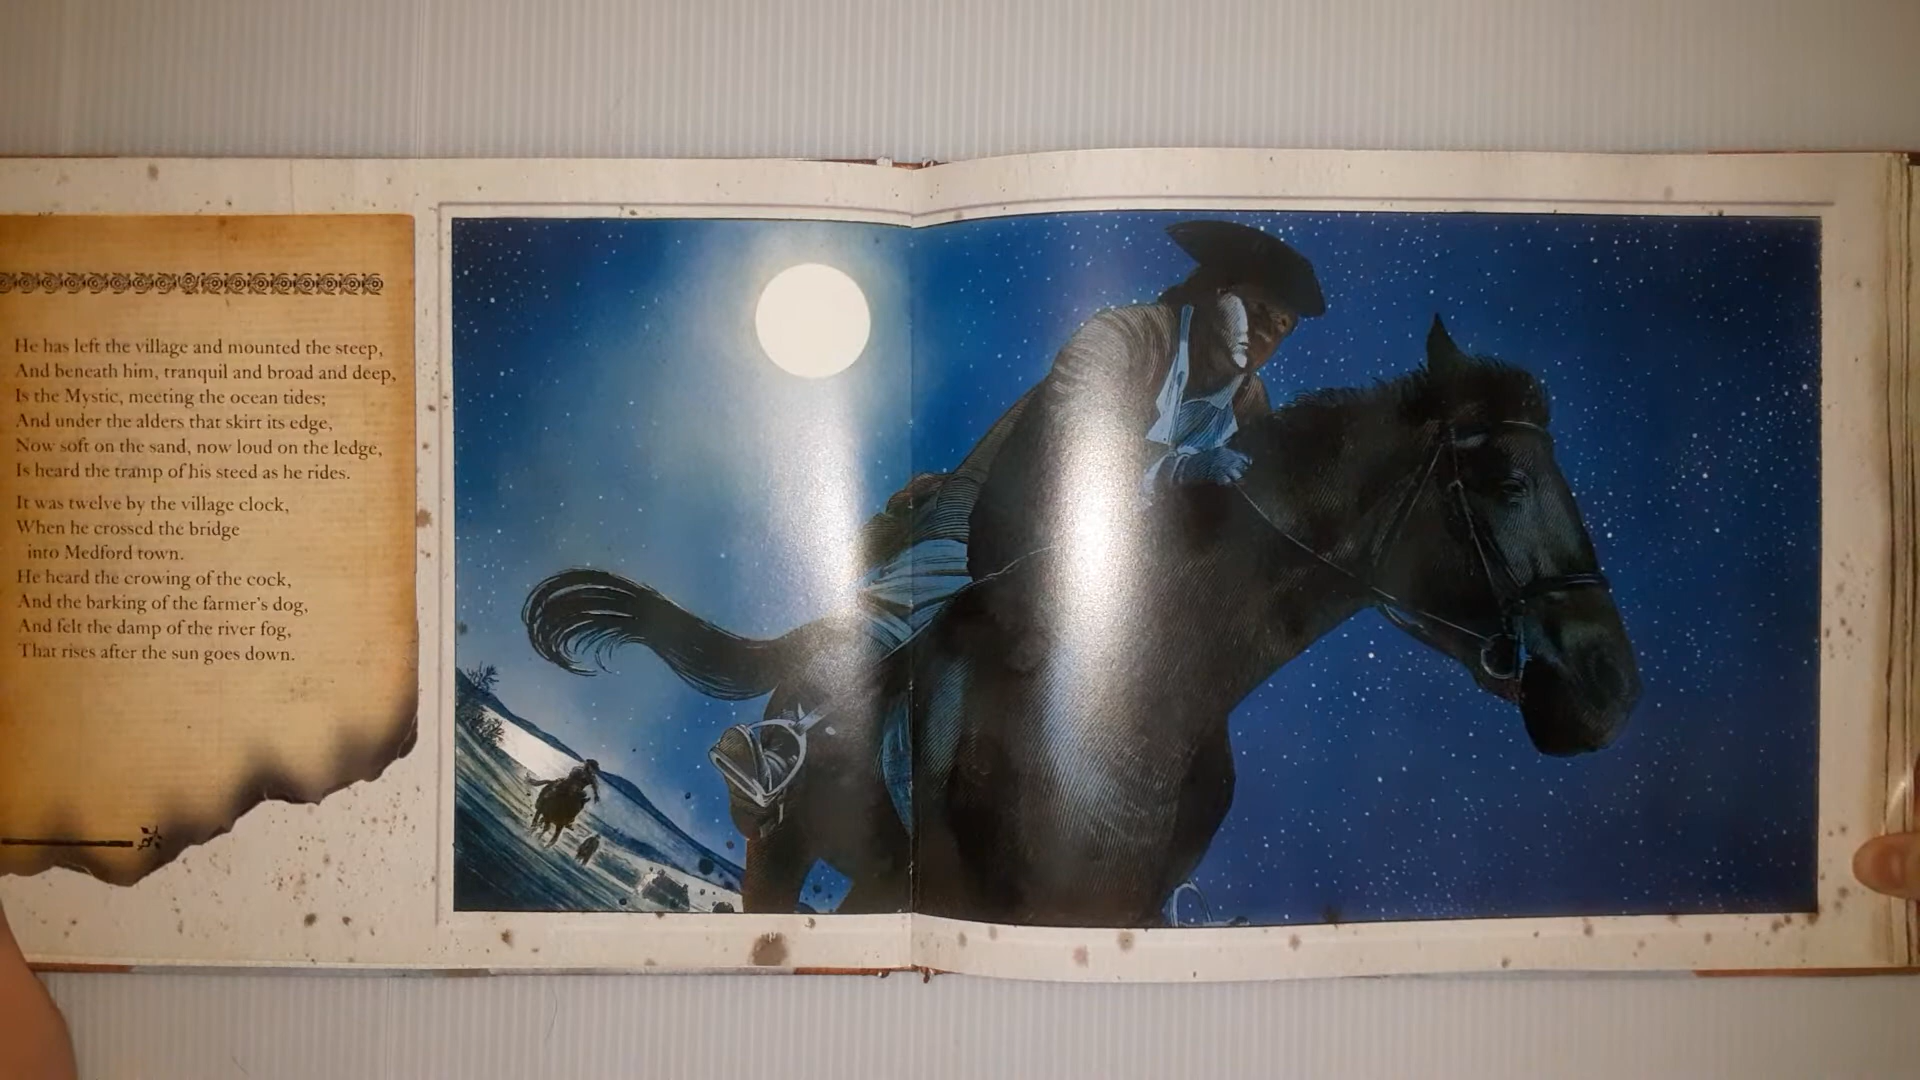 He has left the village and mounted the steep,
And beneath him, tranquil and broad and deep,
Is the Mystic, meeting the ocean tides;
And under the alders that skirt its edge,
Now soft on the sand, now loud on the ledge,
Is heard the tramp of his steed as he rides.
It was twelve by the village clock,
When he crossed the bridge
into Medford town.
He heard the crowing of the cock,
And the barking of the farmer's dog,
And felt the damp of the river fog,
That rises after the sun goes down.